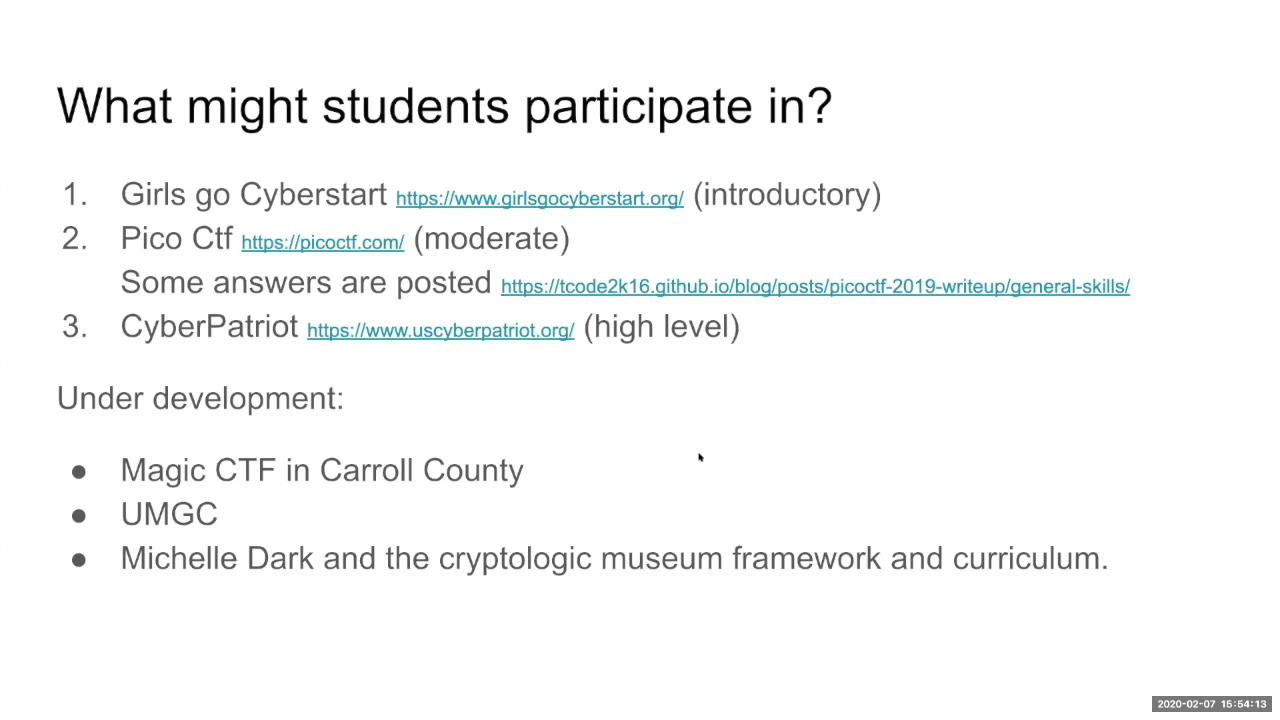 What might students participate in?
1. Girls go Cyberstart https://www.girlsgocyberstart.org/ (introductory)
2. Pico Ctf https://picoctf.com/ (moderate)
Some answers are posted https://tcode2k16.github.io/blog/posts/picoctf-2019-writeup/general-skills/
3. CyberPatriot https://www.uscyberpatriot.org/ (high level)
Under development:
● Magic CTF in Carroll County
● UMGC
● Michelle Dark and the cryptologic museum framework and curriculum.
2020-02-07 15:54:13